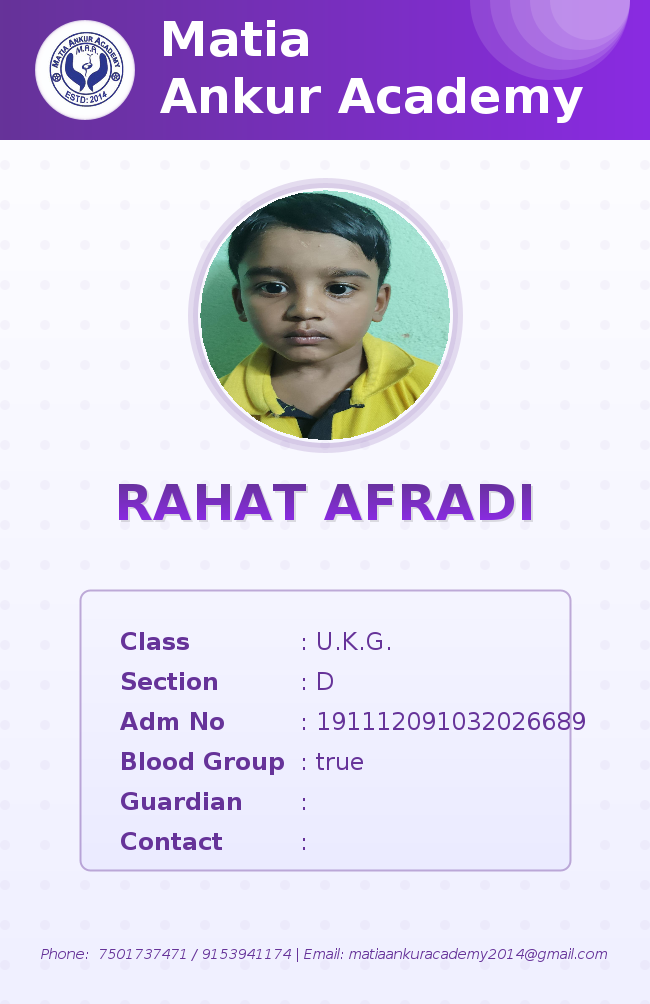 Matia
Ankur Academy
MATIA ANKUR ACADEMY
M.A.A.
ESTD: 2014
RAHAT AFRADI
Class : U.K.G.
Section : D
Adm No : 191112091032026689
Blood Group : true
Guardian :
Contact :
Phone: 7501737471 / 9153941174 | Email: matiaankuracademy2014@gmail.com